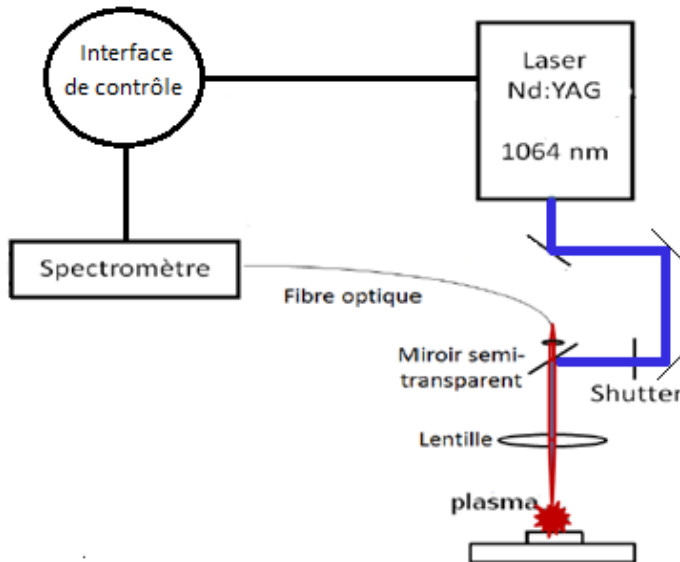 Interface
de contrôle
Laser
Nd:YAG
1064 nm
Spectromètre
Fibre optique
Miroir semi-
transparent
Shutter
Lentille
plasma